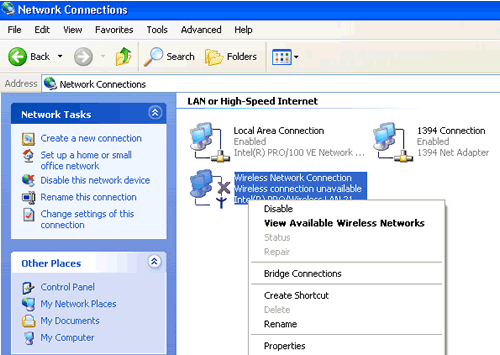 Network Connections
File Edit View Favorites Tools Advanced Help
Back Search Folders
Address Network Connections
Network Tasks
Create a new connection
Set up a home or small
office network
Disable this network device
Rename this connection
Change settings of this
connection
Other Places
Control Panel
My Network Places
My Documents
My Computer
LAN or High-Speed Internet
Local Area Connection
Enabled
Intel(R) PRO/100 VE Network ...
1394 Connection
Enabled
1394 Net Adapter
Wireless Network Connection
Wireless connection unavailable
Intel(R) PRO/Wireless LAN 21
Disable
View Available Wireless Networks
Status
Repair
Bridge Connections
Create Shortcut
Delete
Rename
Properties